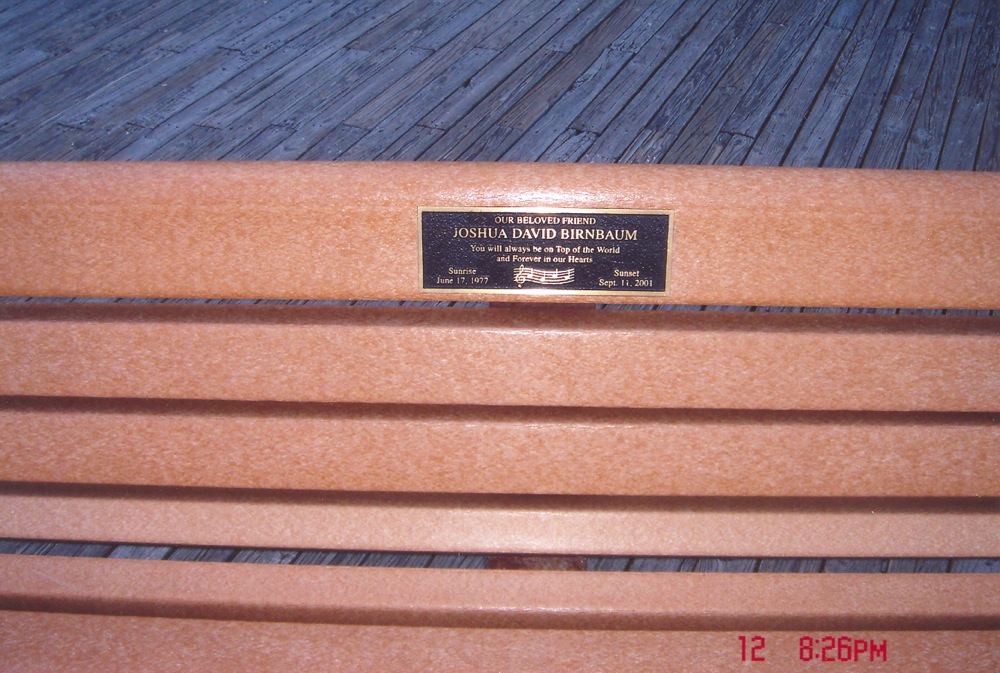 OUR BELOVED FRIEND
JOSHUA DAVID BIRNBAUM
You will always be on Top of the World
and Forever in our Hearts
Sunrise
June 17, 1977
Sunset
Sept. 11, 2001
12 8:26PM